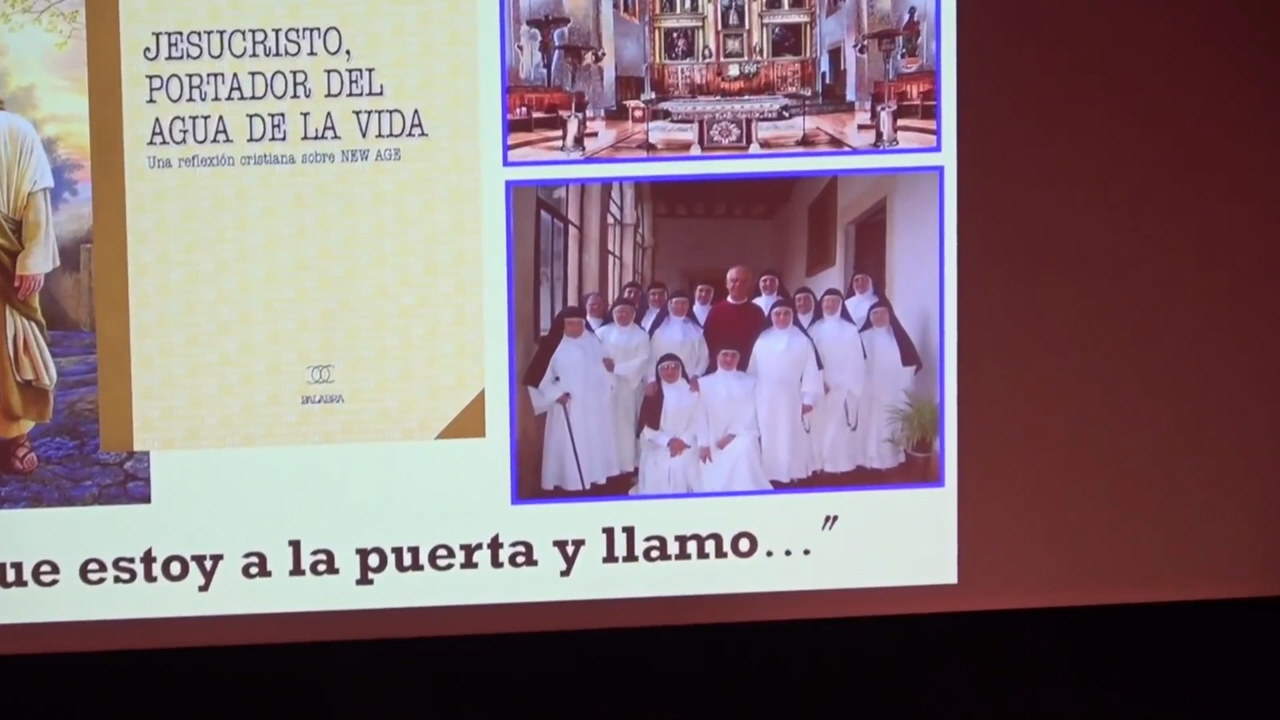 JESUCRISTO,
PORTADOR DEL
AGUA DE LA VIDA
Una reflexión cristiana sobre NEW AGE
PALABRA
ue estoy a la puerta y llamo...”